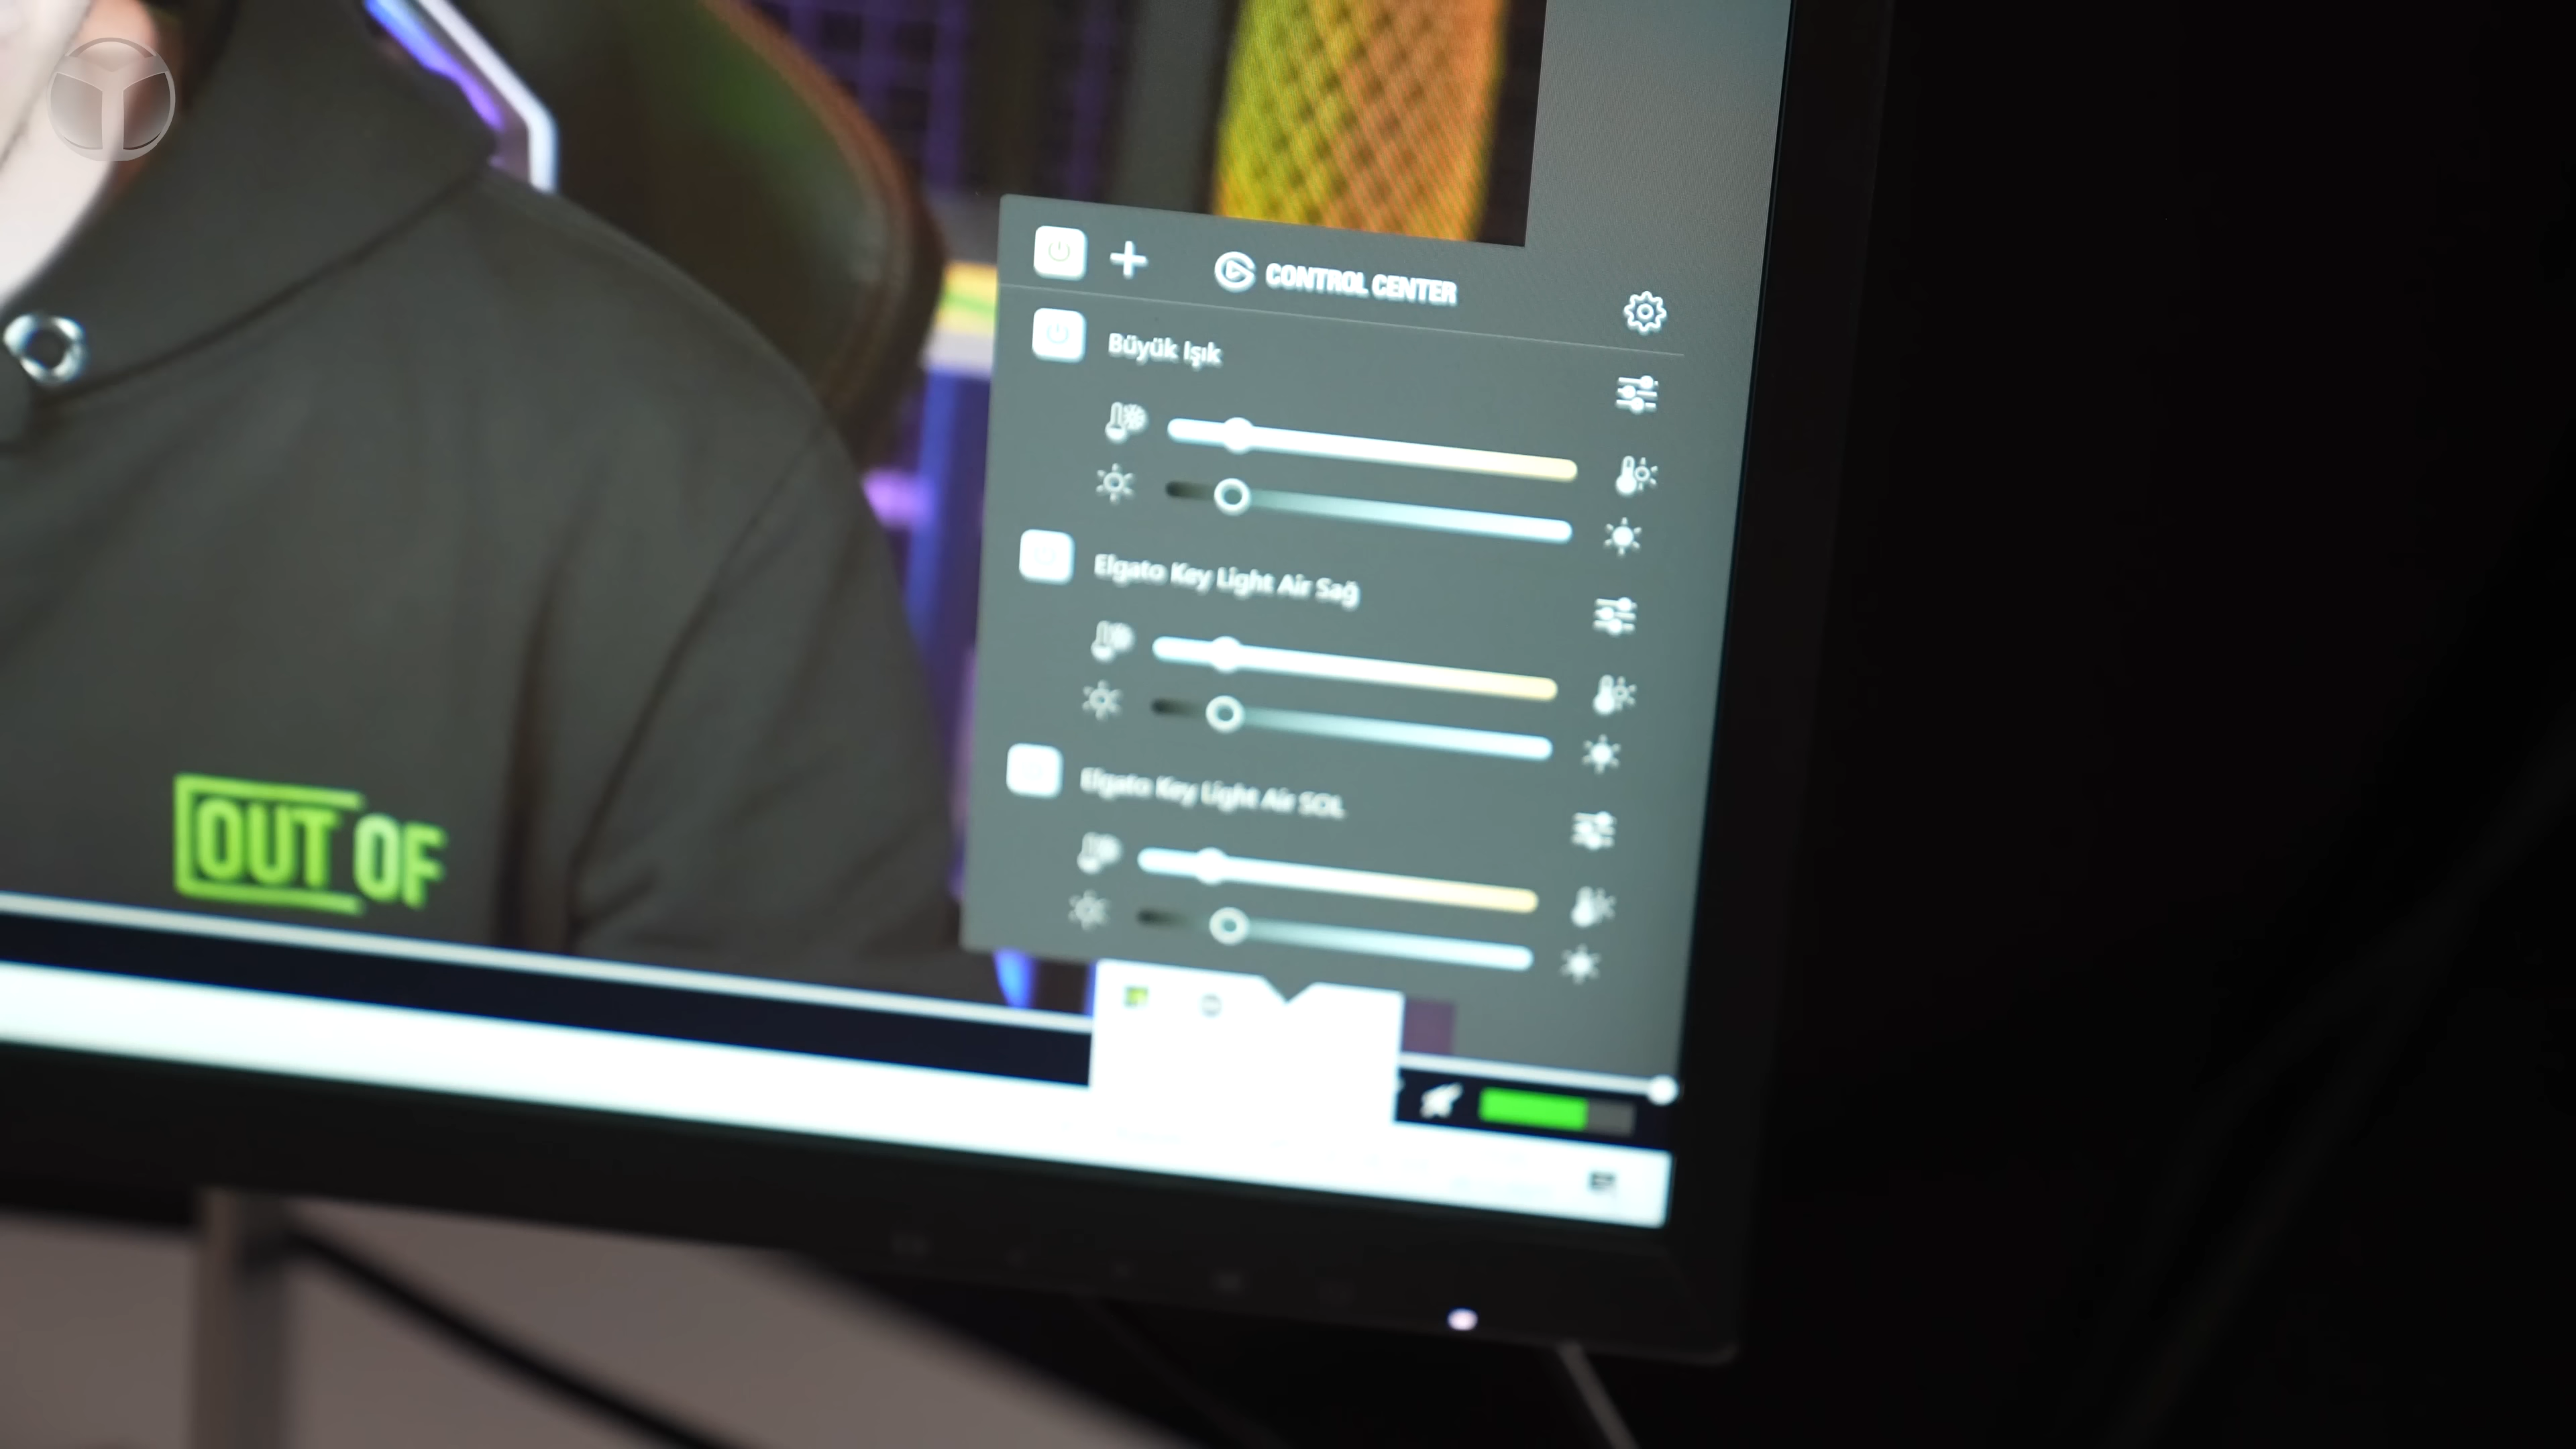 CONTROL CENTER
Büyük Işık
Elgato Key Light Air Sağ
Elgato Key Light Air SOL
OUT OF